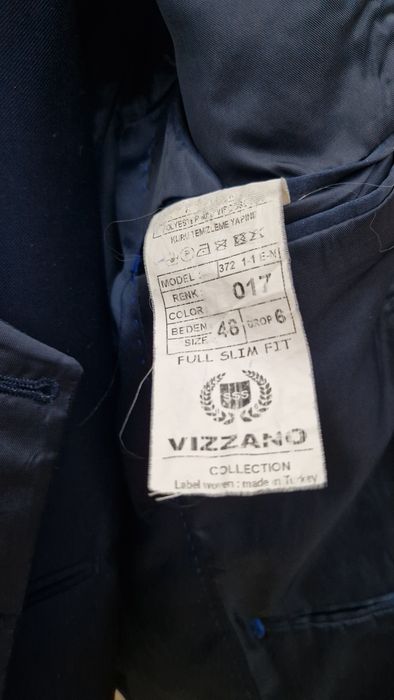 KURU TEMİZLEME YAPINIZ
P
MODEL : 372 1-1 E-M
RENK :
COLOR 017
BEDEN
SIZE 46 DROP 6
FULL SLIM FIT
SSS
VIZZANO
COLLECTION
Label woven : made in Turkey